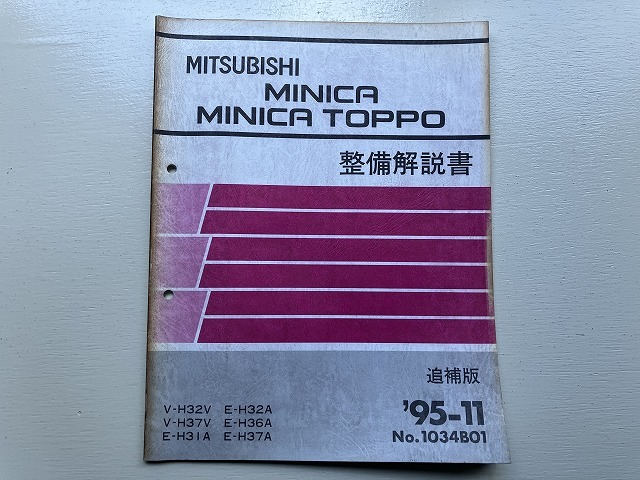 MITSUBISHI
MINICA
MINICA TOPPO
整備解説書
追補版
'95-11
No.1034B01
V-H32V E-H32A
V-H37V E-H36A
E-H31A E-H37A